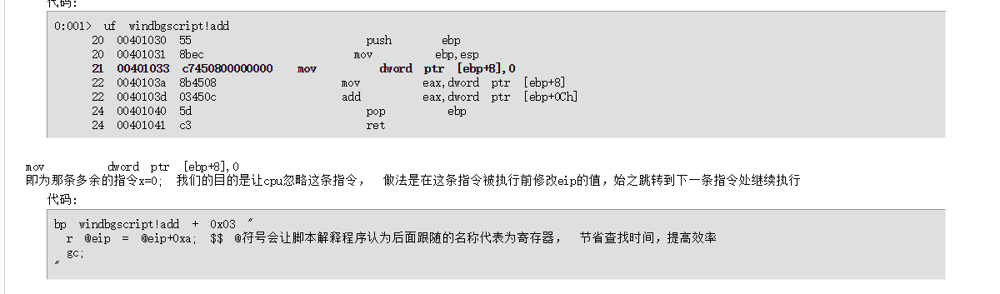 代码:
0:001> uf windbgscript!add
20 00401030 55 push ebp
20 00401031 8bec mov ebp,esp
21 00401033 c7450800000000 mov dword ptr [ebp+8],0
22 0040103a 8b4508 mov eax,dword ptr [ebp+8]
22 0040103d 03450c add eax,dword ptr [ebp+0Ch]
24 00401040 5d pop ebp
24 00401041 c3 ret
mov dword ptr [ebp+8],0
即为那条多余的指令x=0; 我们的目的是让cpu忽略这条指令， 做法是在这条指令被执行前修改eip的值，始之跳转到下一条指令处继续执行
代码:
bp windbgscript!add + 0x03 "
r @eip = @eip+0xa; $$ @符号会让脚本解释程序认为后面跟随的名称代表为寄存器， 节省查找时间，提高效率
gc;
"